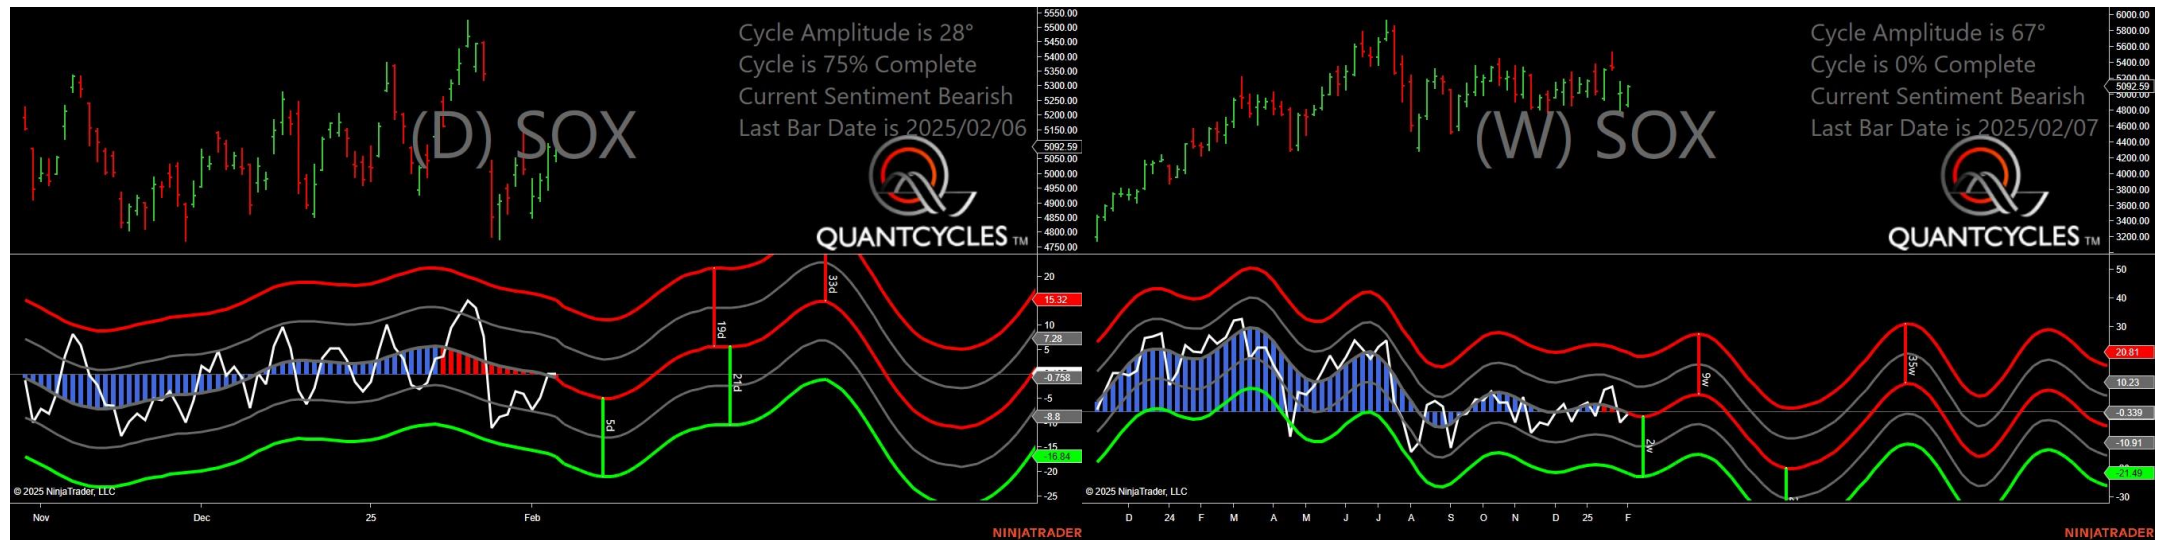 Cycle Amplitude is 28°
Cycle is 75% Complete
Current Sentiment Bearish
Last Bar Date is 2025/02/06
(D) SOX
QUANTCYCLES TM
5550.00
5500.00
5450.00
5400.00
5350.00
5300.00
5250.00
5200.00
5150.00
5092.59
5050.00
5000.00
4950.00
4900.00
4850.00
4800.00
4750.00
20
15.32
10
7.28
5
-0.758
-5
-8.8
-10
-15
-16.84
-20
-25
5d
19d
21d
33d
© 2025 NinjaTrader, LLC
Nov Dec 25 Feb
NINJATRADER
Cycle Amplitude is 67°
Cycle is 0% Complete
Current Sentiment Bearish
Last Bar Date is 2025/02/07
(W) SOX
QUANTCYCLES TM
6000.00
5800.00
5600.00
5400.00
5200.00
5092.59
5000.00
4800.00
4600.00
4400.00
4200.00
4000.00
3800.00
3600.00
3400.00
3200.00
50
40
30
20.81
10.23
-0.339
-10.91
-21.49
-30
2w
9w
35w
© 2025 NinjaTrader, LLC
D 24 F M A M J J A S O N D 25 F
NINJATRADER